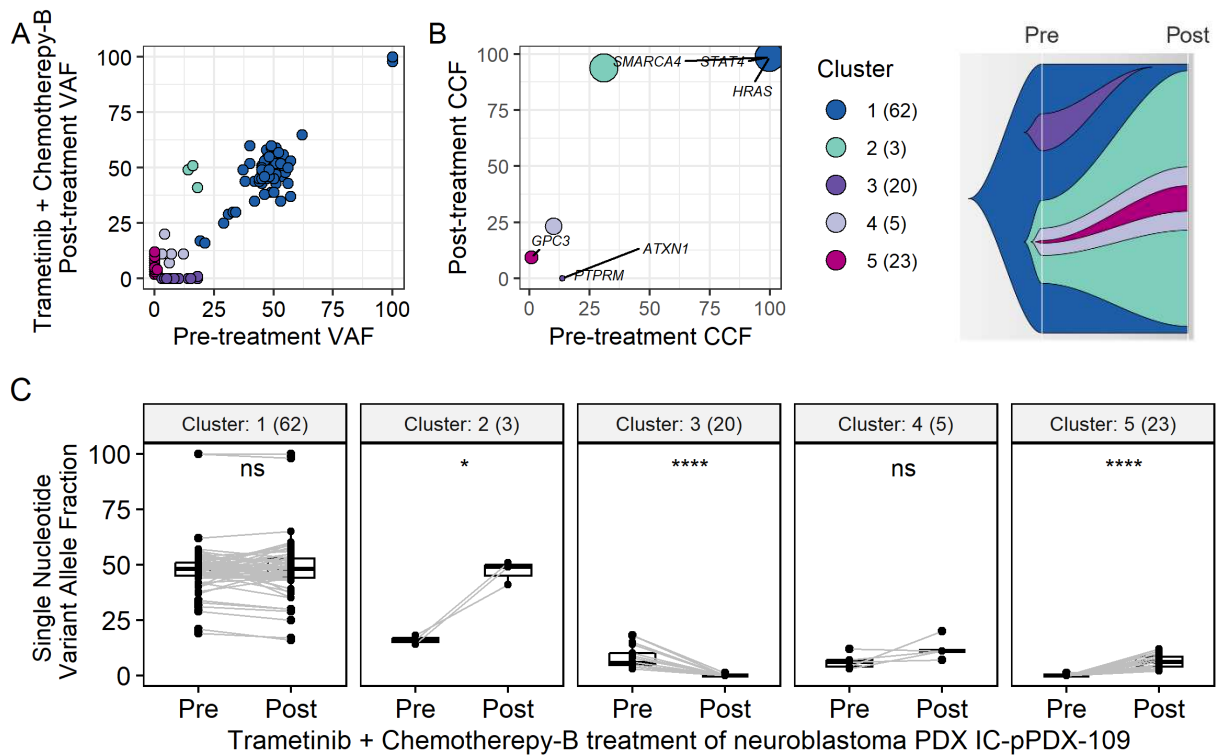 A
Trametinib + Chemotherepy-B
Post-treatment VAF
100
75
50
25
0
0
25
50
75
100
Pre-treatment VAF
B
Post-treatment CCF
100
75
50
25
0
SMARCA4
STAT4
HRAS
GPC3
ATXN1
PTPRM
0
25
50
75
100
Pre-treatment CCF
Cluster
1 (62)
2 (3)
3 (20)
4 (5)
5 (23)
Pre
Post
C
Single Nucleotide
Variant Allele Fraction
100
75
50
25
0
Cluster: 1 (62)
ns
Pre Post
Cluster: 2 (3)
*
Pre Post
Cluster: 3 (20)
****
Pre Post
Cluster: 4 (5)
ns
Pre Post
Cluster: 5 (23)
****
Pre Post
Trametinib + Chemotherepy-B treatment of neuroblastoma PDX IC-pPDX-109